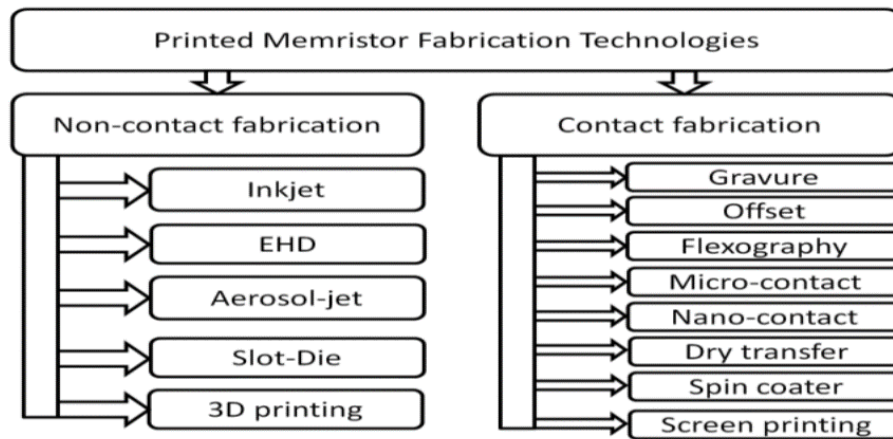 Printed Memristor Fabrication Technologies
Non-contact fabrication
Inkjet
EHD
Aerosol-jet
Slot-Die
3D printing
Contact fabrication
Gravure
Offset
Flexography
Micro-contact
Nano-contact
Dry transfer
Spin coater
Screen printing